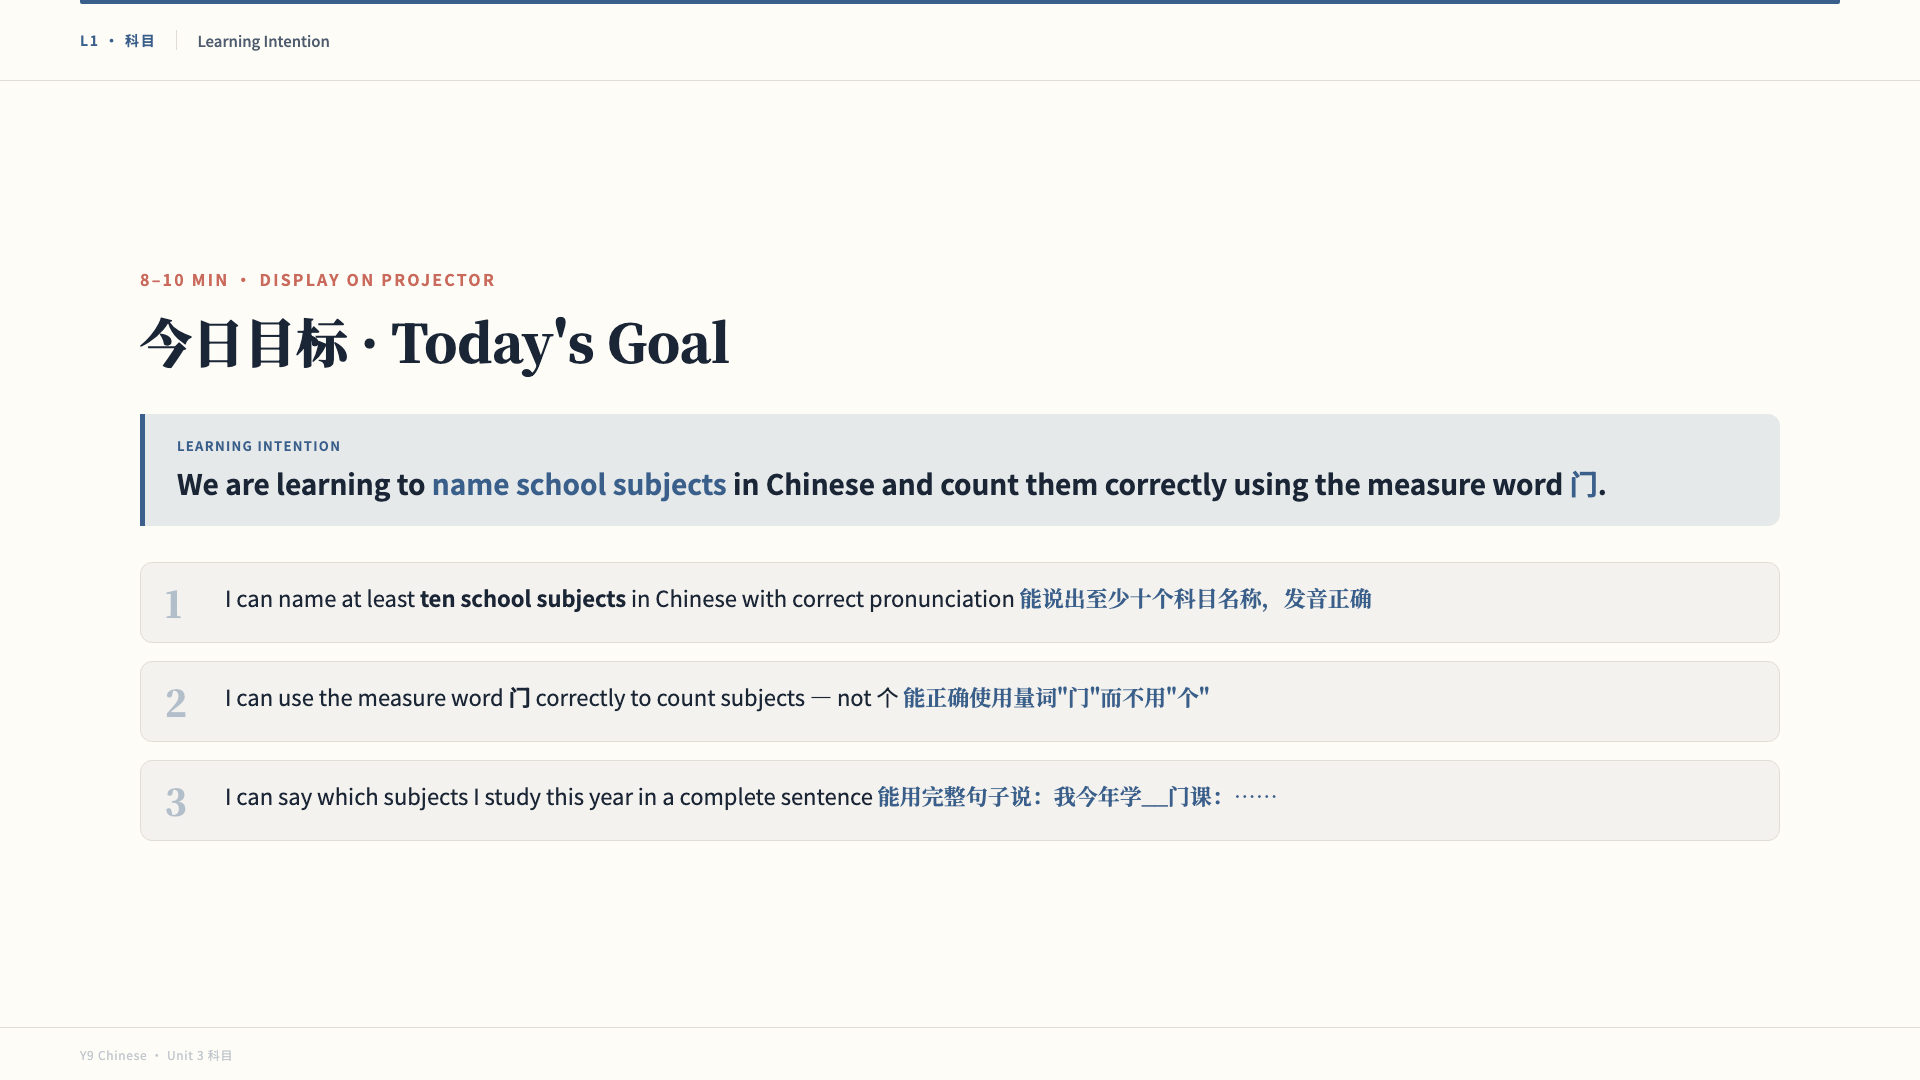 L1 · 科目
Learning Intention
8–10 MIN · DISPLAY ON PROJECTOR
今日目标 · Today's Goal
LEARNING INTENTION
We are learning to name school subjects in Chinese and count them correctly using the measure word 门.
1
I can name at least ten school subjects in Chinese with correct pronunciation 能说出至少十个科目名称，发音正确
2
I can use the measure word 门 correctly to count subjects — not 个 能正确使用量词"门"而不用"个"
3
I can say which subjects I study this year in a complete sentence 能用完整句子说：我今年学__门课：……
Y9 Chinese · Unit 3 科目